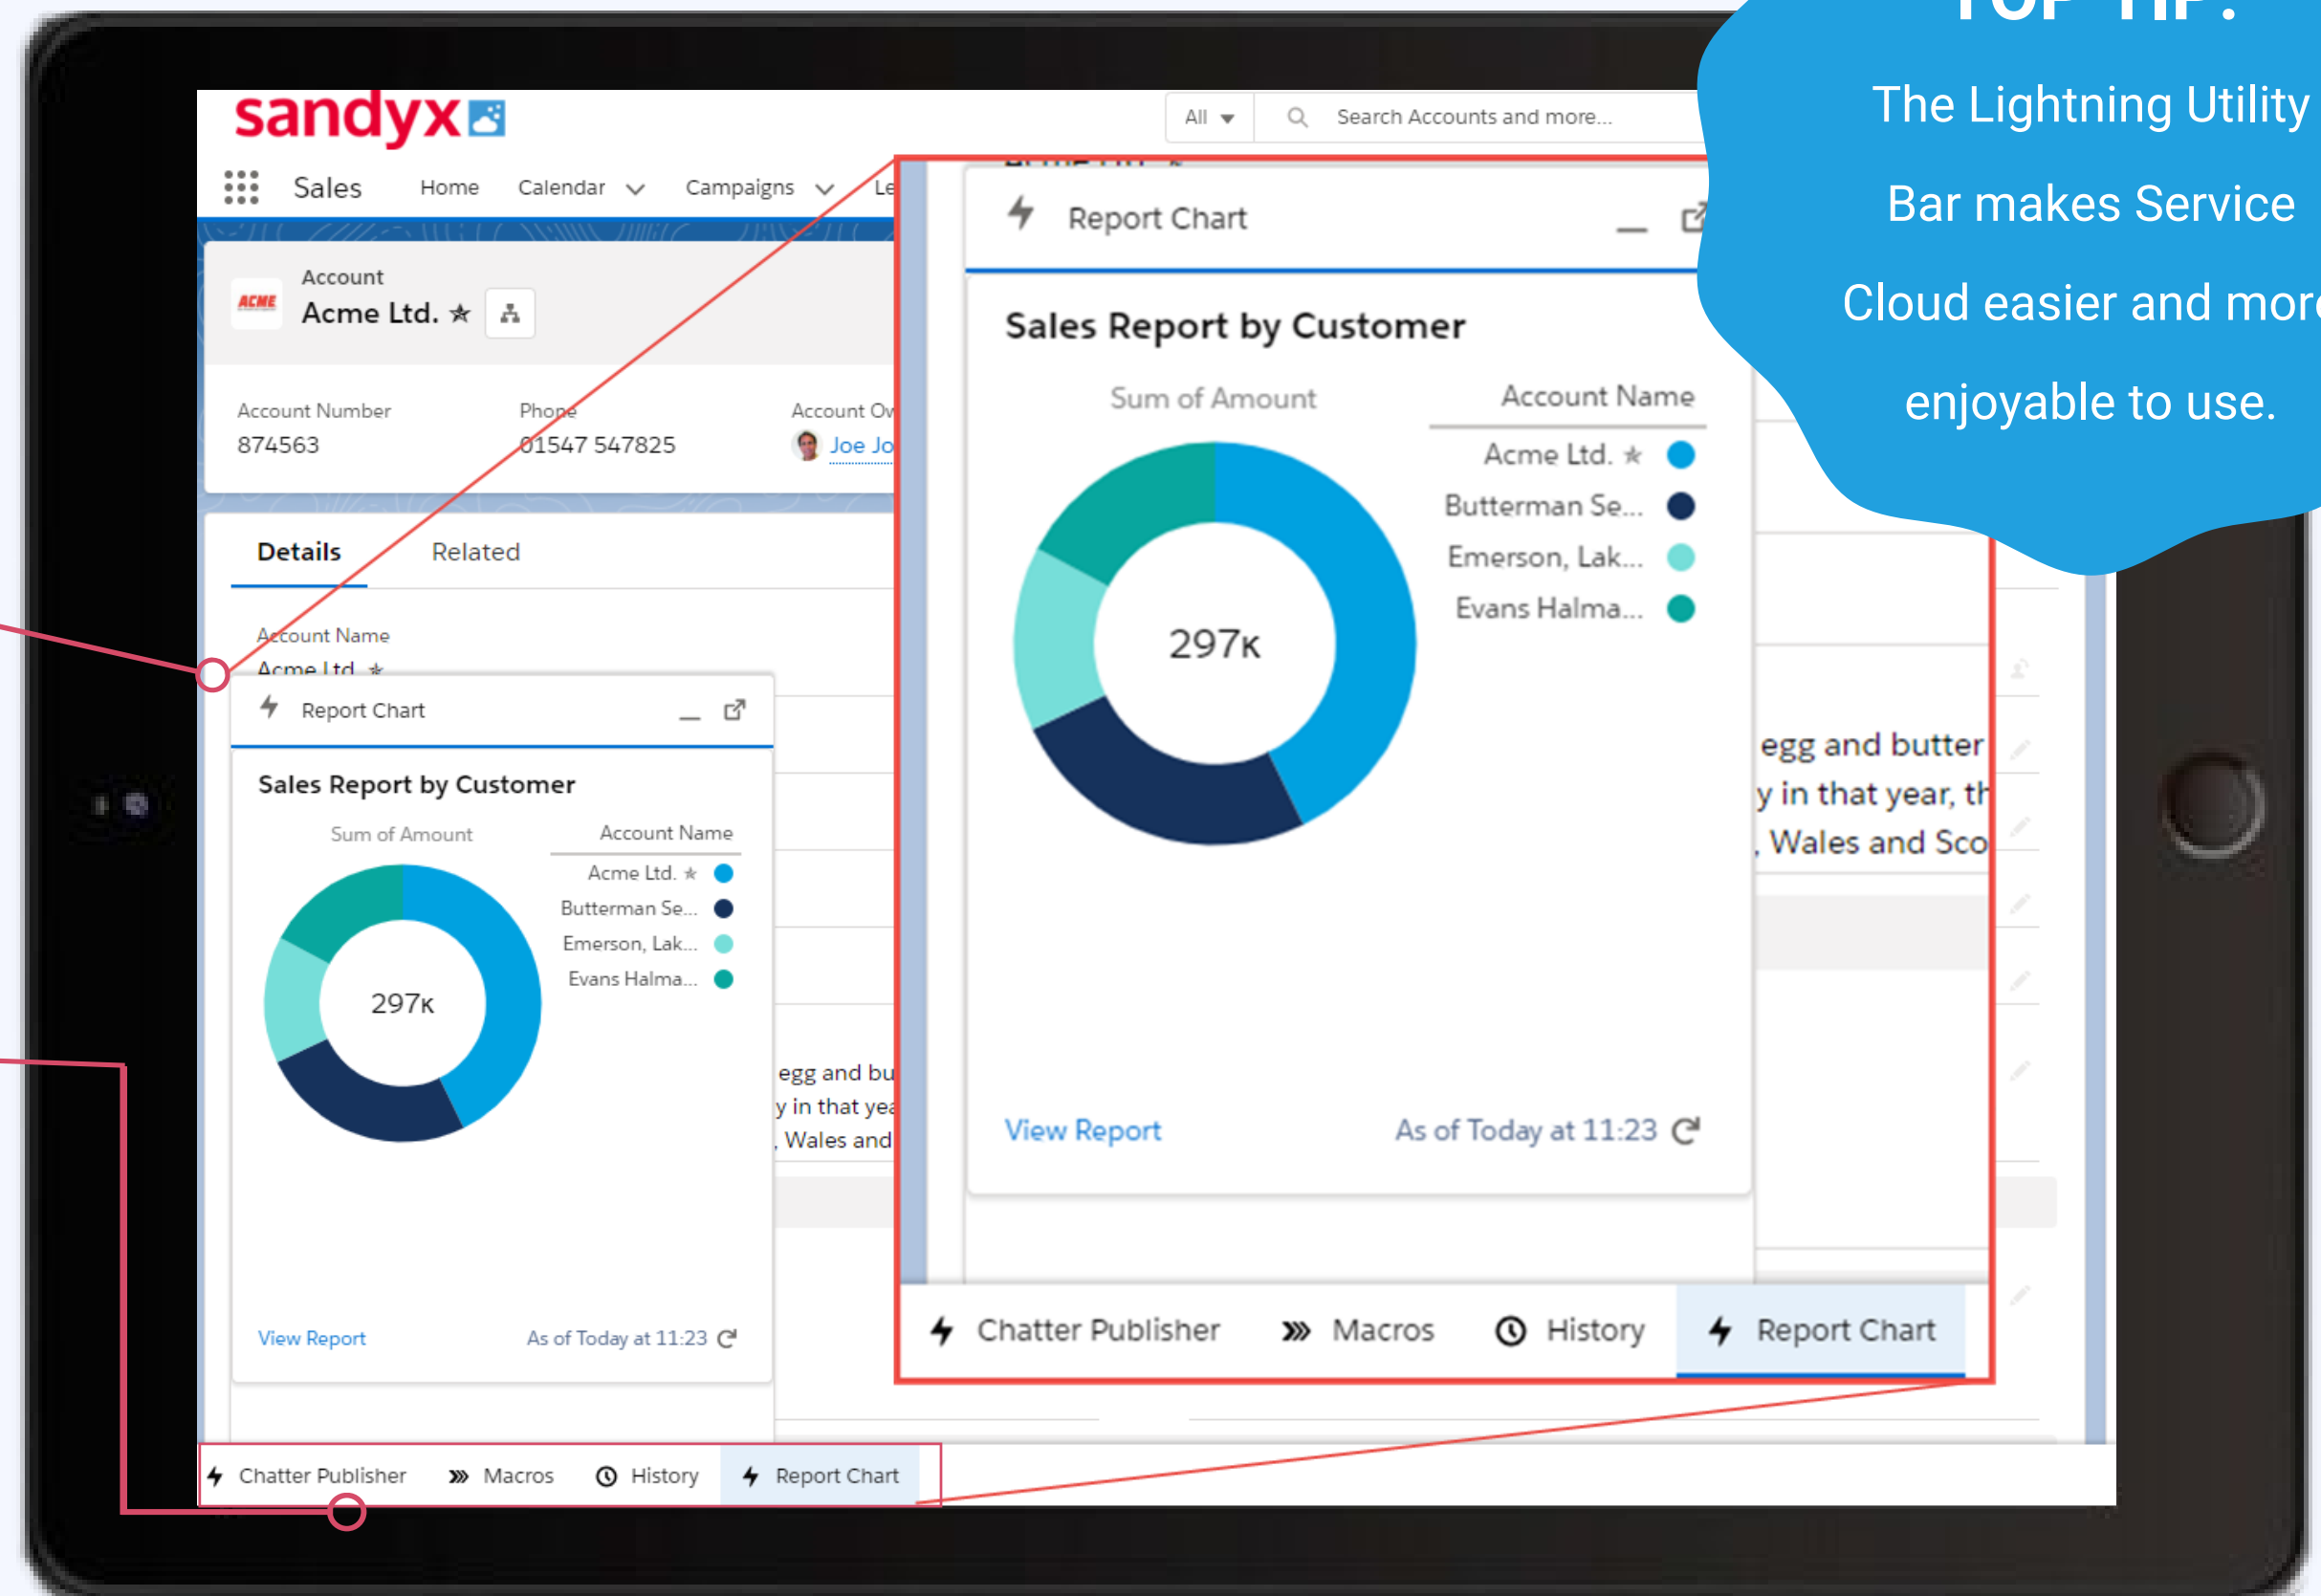 TOP TIP:
The Lightning Utility
Bar makes Service
Cloud easier and more
enjoyable to use.
sandyx
All
Search Accounts and more...
Sales
Home
Calendar
Campaigns
Le
Account
ACME
Acme Ltd.
Account Number
Phone
Account Ow
874563
01547 547825
Joe Jo
Details
Related
Account Name
Acme Ltd.
Report Chart
Sales Report by Customer
Sum of Amount
Account Name
Acme Ltd.
Butterman Se...
Emerson, Lak...
Evans Halma...
297K
egg and bu
y in that yea
, Wales and
View Report
As of Today at 11:23
Chatter Publisher
Macros
History
Report Chart
Acme Ltd.
Report Chart
Sales Report by Customer
Sum of Amount
Account Name
Acme Ltd.
Butterman Se...
Emerson, Lak...
Evans Halma...
297K
egg and butter
y in that year, th
, Wales and Sco
View Report
As of Today at 11:23
Chatter Publisher
Macros
History
Report Chart